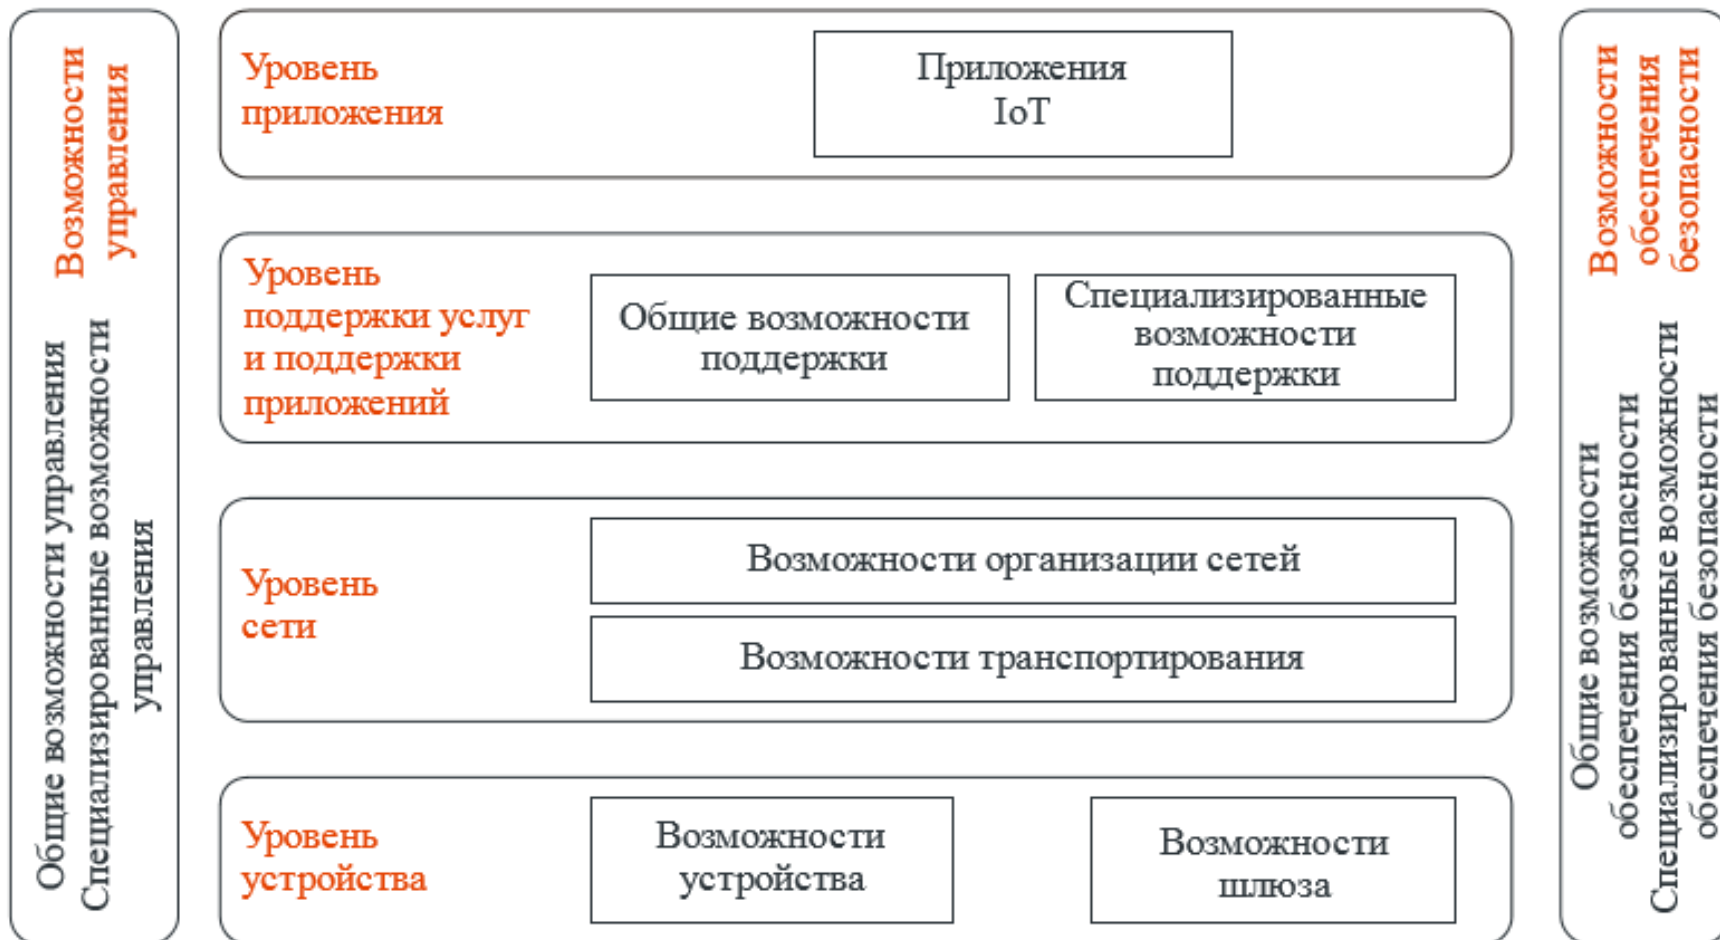 Возможности
управления
Общие возможности управления
Специализированные возможности
управления
Уровень
приложения
Приложения
IoT
Уровень
поддержки услуг
и поддержки
приложений
Общие возможности
поддержки
Специализированные
возможности
поддержки
Уровень
сети
Возможности организации сетей
Возможности транспортирования
Уровень
устройства
Возможности
устройства
Возможности
шлюза
Возможности
обеспечения
безопасности
Общие возможности
обеспечения безопасности
Специализированные возможности
обеспечения безопасности